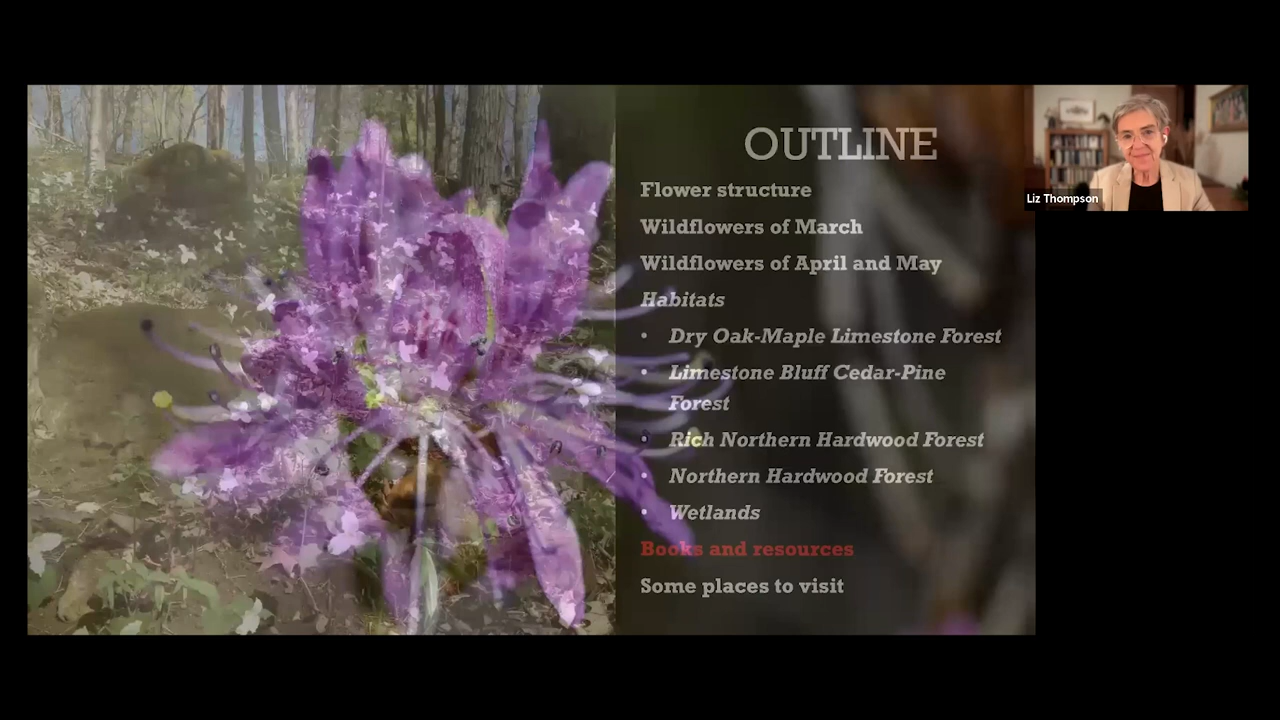 OUTLINE
Flower structure
Wildflowers of March
Wildflowers of April and May
Habitats
• Dry Oak-Maple Limestone Forest
• Limestone Bluff Cedar-Pine
Forest
• Rich Northern Hardwood Forest
• Northern Hardwood Forest
• Wetlands
Books and resources
Some places to visit
Liz Thompson